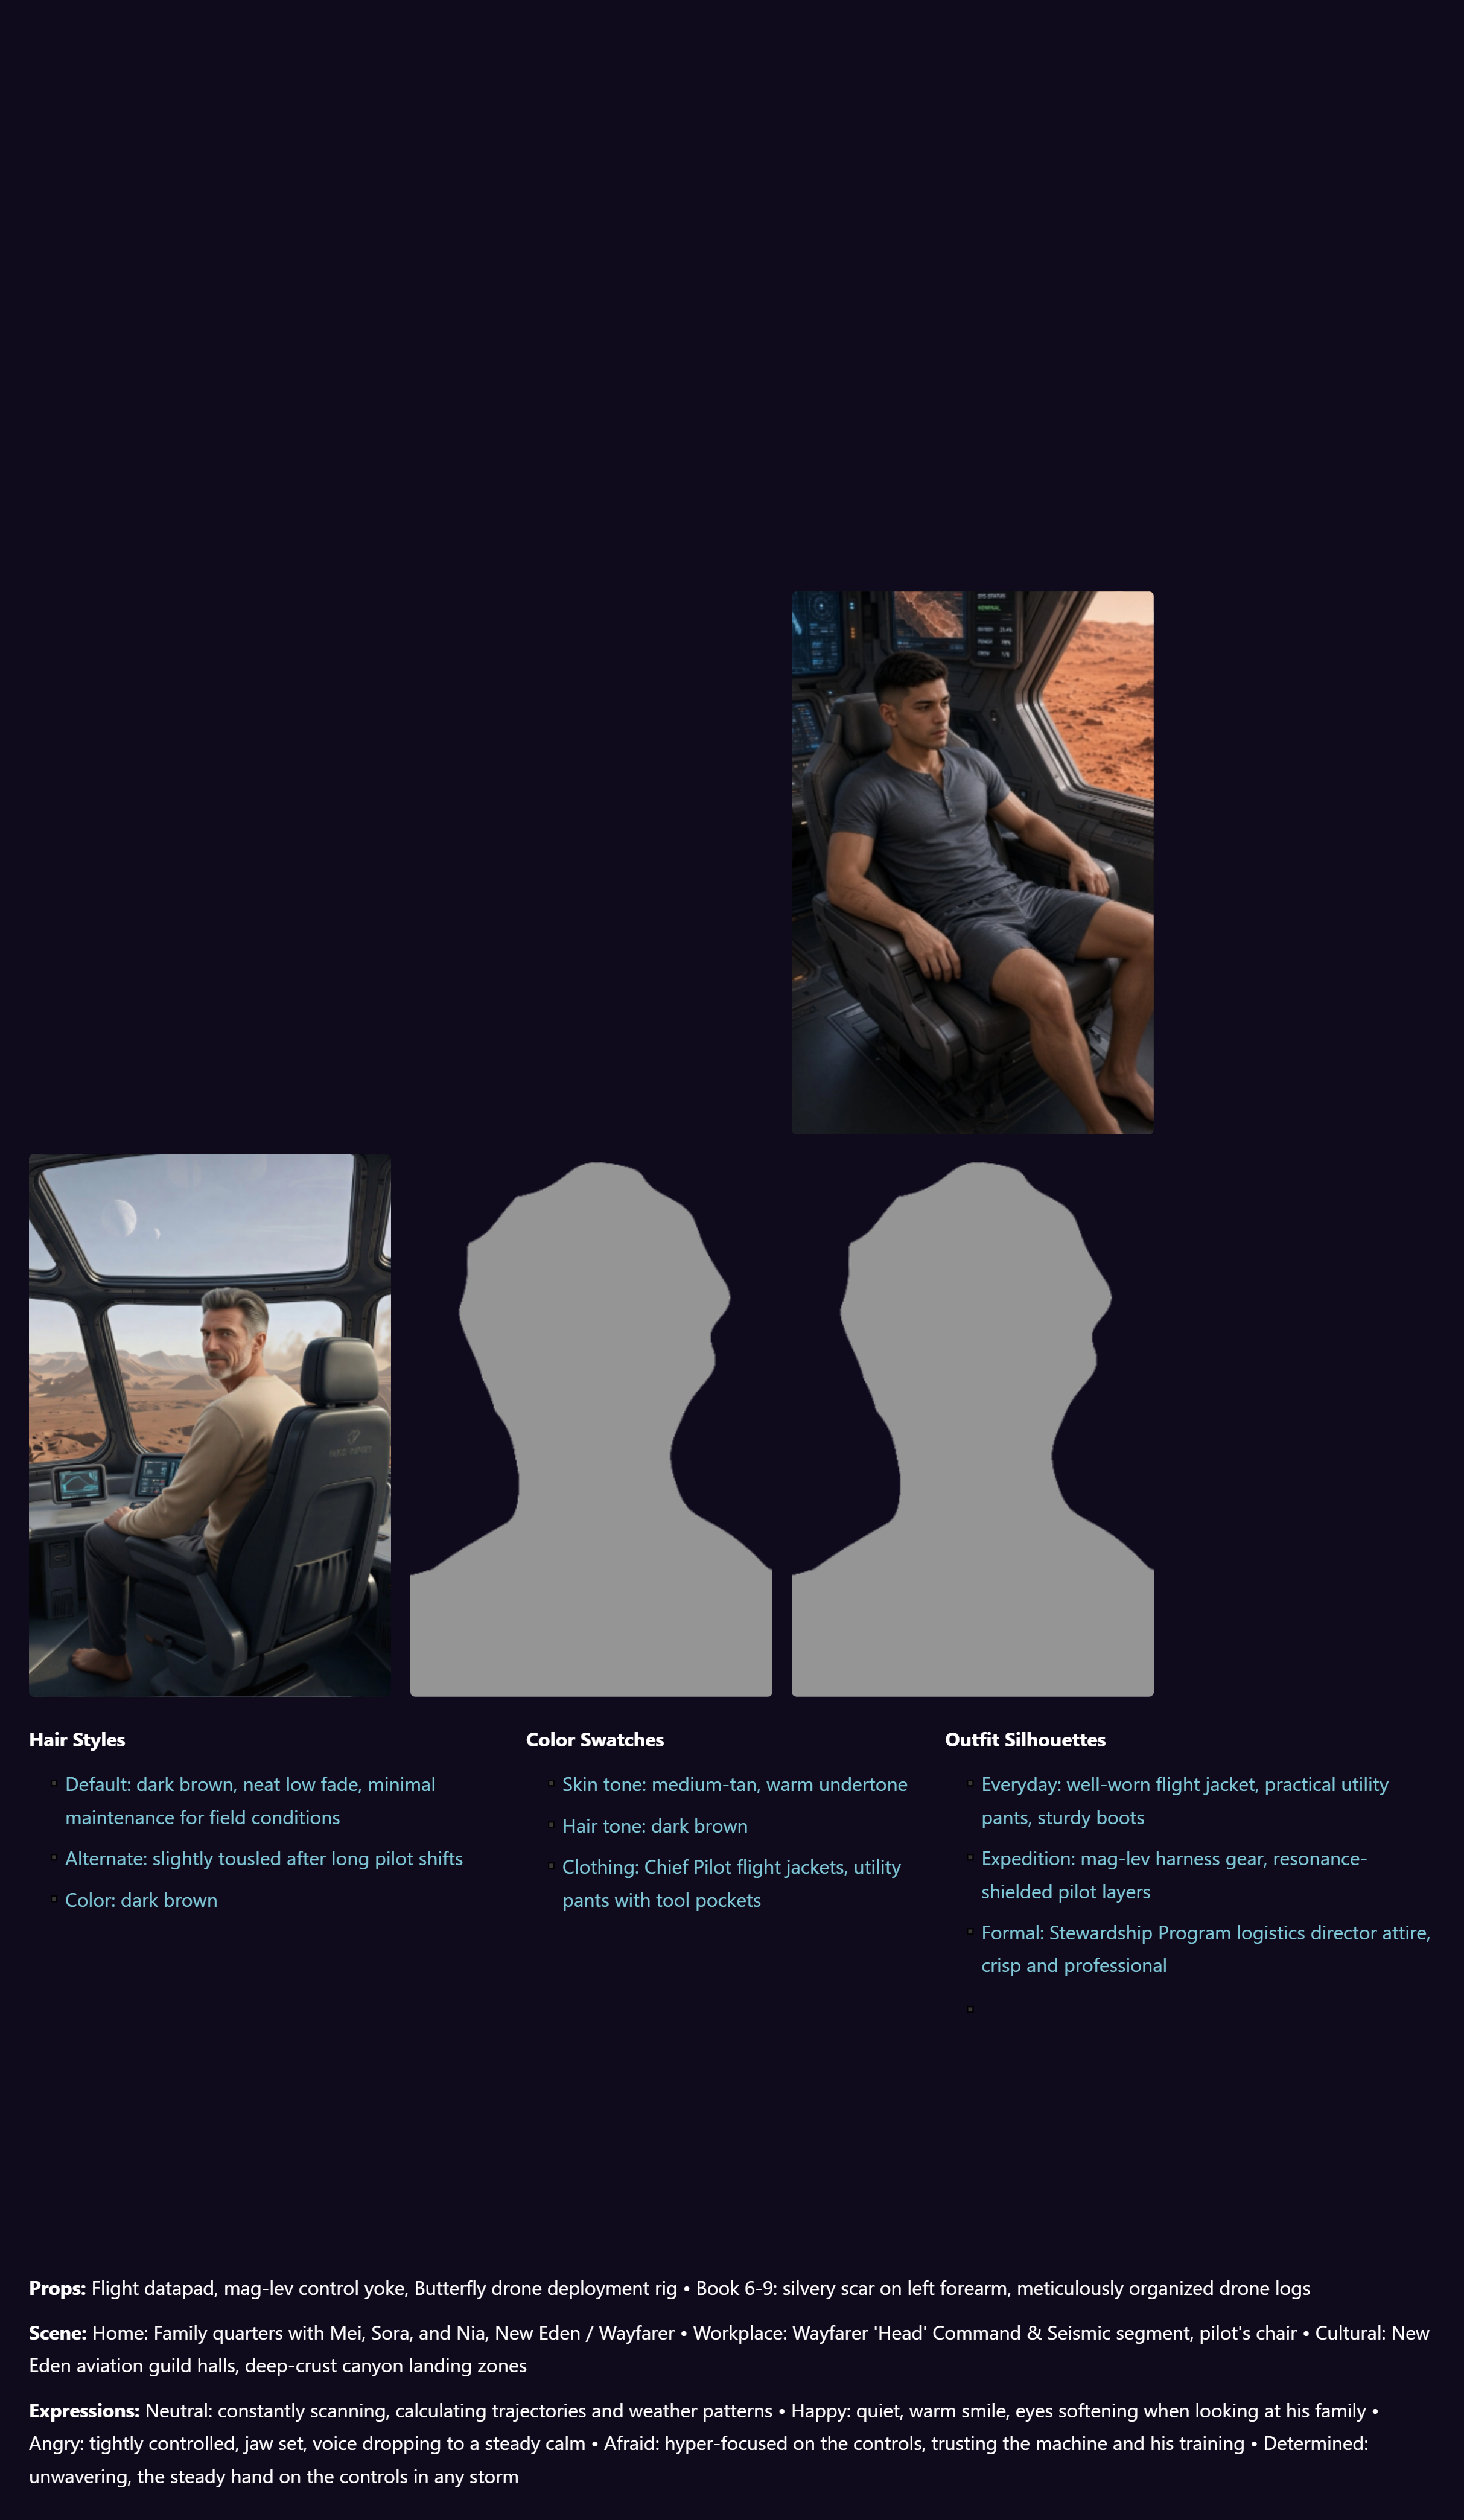 NOMINAL
Hair Styles
Default: dark brown, neat low fade, minimal
maintenance for field conditions
Alternate: slightly tousled after long pilot shifts
Color: dark brown
Color Swatches
Skin tone: medium-tan, warm undertone
Hair tone: dark brown
Clothing: Chief Pilot flight jackets, utility
pants with tool pockets
Outfit Silhouettes
Everyday: well-worn flight jacket, practical utility
pants, sturdy boots
Expedition: mag-lev harness gear, resonance-
shielded pilot layers
Formal: Stewardship Program logistics director attire,
crisp and professional
Props: Flight datapad, mag-lev control yoke, Butterfly drone deployment rig • Book 6-9: silvery scar on left forearm, meticulously organized drone logs
Scene: Home: Family quarters with Mei, Sora, and Nia, New Eden / Wayfarer • Workplace: Wayfarer 'Head' Command & Seismic segment, pilot's chair • Cultural: New
Eden aviation guild halls, deep-crust canyon landing zones
Expressions: Neutral: constantly scanning, calculating trajectories and weather patterns • Happy: quiet, warm smile, eyes softening when looking at his family •
Angry: tightly controlled, jaw set, voice dropping to a steady calm • Afraid: hyper-focused on the controls, trusting the machine and his training • Determined:
unwavering, the steady hand on the controls in any storm